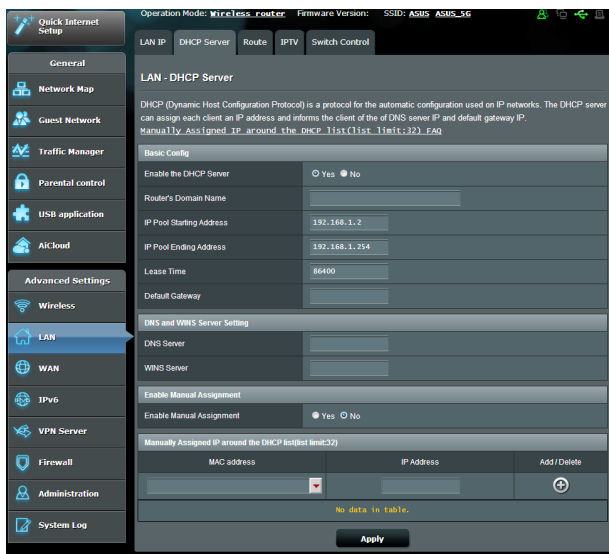 Operation Mode: Wireless router Firmware Version: SSID: ASUS ASUS_5G
Quick Internet
Setup
LAN IP DHCP Server Route IPTV Switch Control
General
Network Map
Guest Network
Traffic Manager
Parental control
USB application
AiCloud
Advanced Settings
Wireless
LAN
WAN
IPv6
VPN Server
Firewall
Administration
System Log
LAN - DHCP Server
DHCP (Dynamic Host Configuration Protocol) is a protocol for the automatic configuration used on IP networks. The DHCP server
can assign each client an IP address and informs the client of the of DNS server IP and default gateway IP.
Manually Assigned IP around the DHCP list(list limit:32) FAQ
Basic Config
Enable the DHCP Server Yes No
Router's Domain Name
IP Pool Starting Address 192.168.1.2
IP Pool Ending Address 192.168.1.254
Lease Time 86400
Default Gateway
DNS and WINS Server Setting
DNS Server
WINS Server
Enable Manual Assignment
Enable Manual Assignment Yes No
Manually Assigned IP around the DHCP list(list limit:32)
MAC address IP Address Add / Delete
No data in table.
Apply